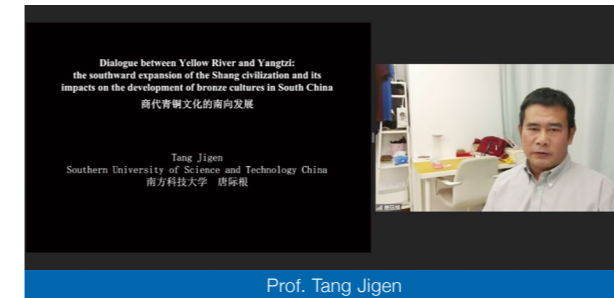 Dialogue between Yellow River and Yangtzi:
the southward expansion of the Shang civilization and its
impacts on the development of bronze cultures in South China
商代青铜文化的南向发展
Tang Jigen
Southern University of Science and Technology China
南方科技大学 唐际根
Prof. Tang Jigen